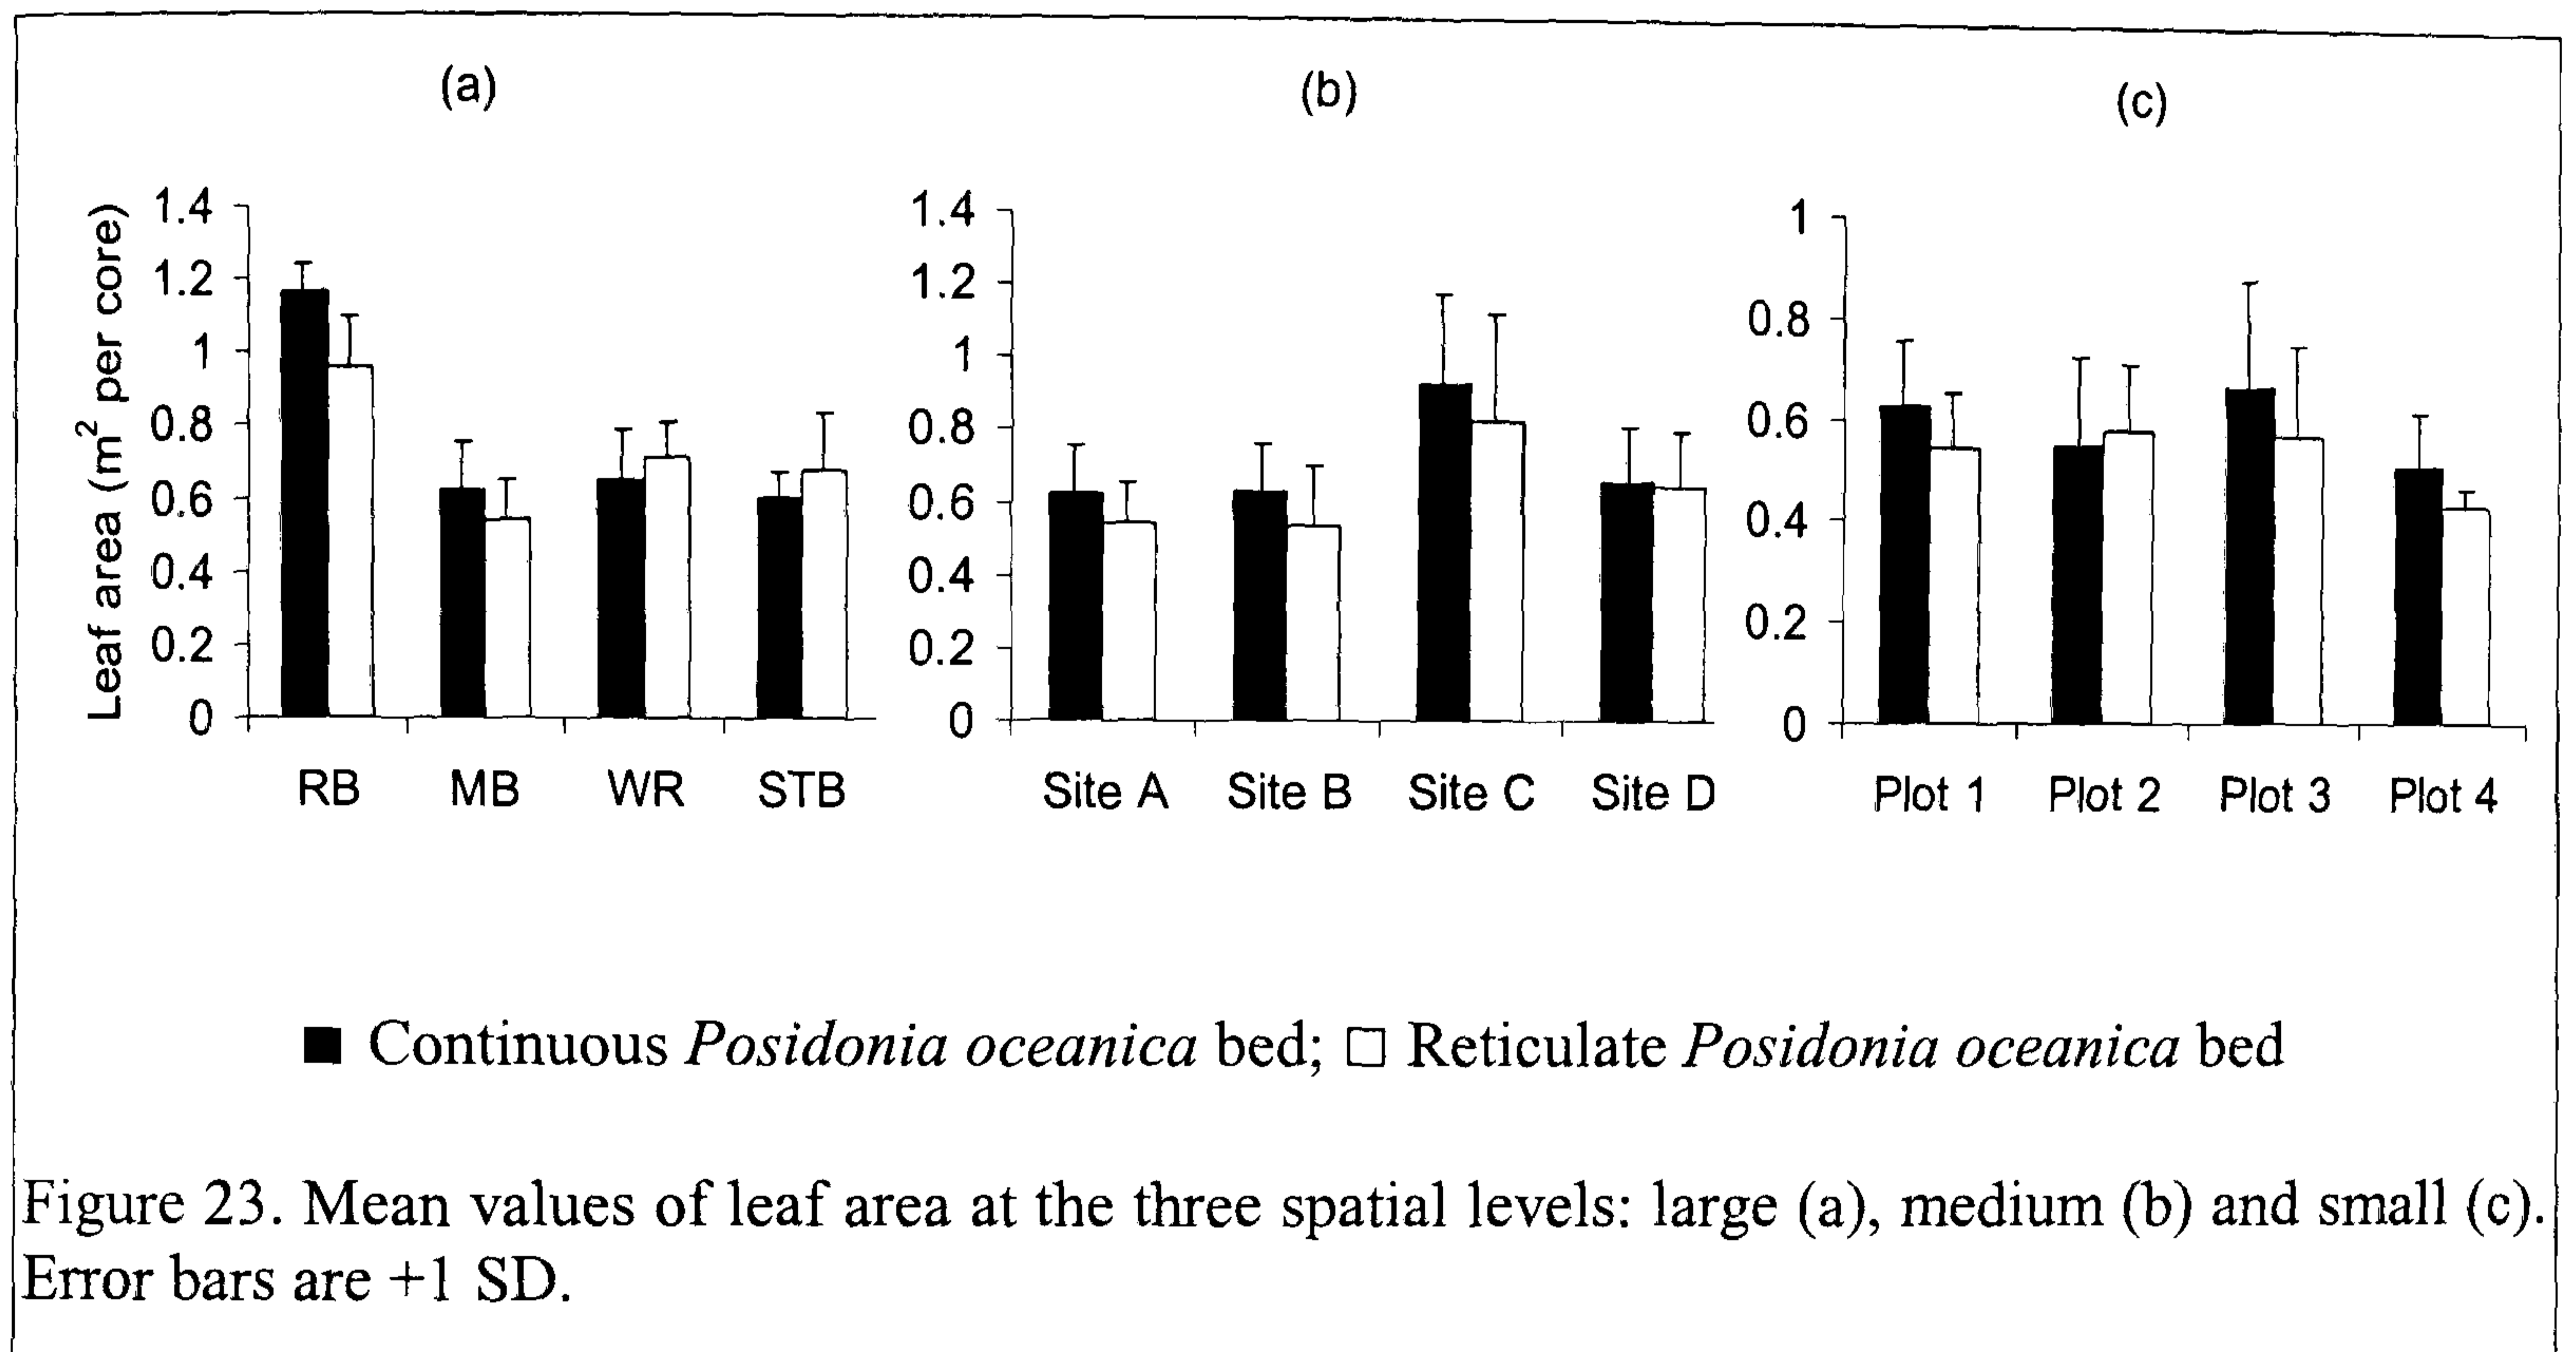 (a)
(b)
(c)
Leaf area (m² per core)
1.4
1.2
1
0.8
0.6
0.4
0.2
0
RB MB WR STB
1.4
1.2
1
0.8
0.6
0.4
0.2
0
Site A Site B Site C Site D
1
0.8
0.6
0.4
0.2
0
Plot 1 Plot 2 Plot 3 Plot 4
■ Continuous Posidonia oceanica bed; □ Reticulate Posidonia oceanica bed
Figure 23. Mean values of leaf area at the three spatial levels: large (a), medium (b) and small (c).
Error bars are +1 SD.